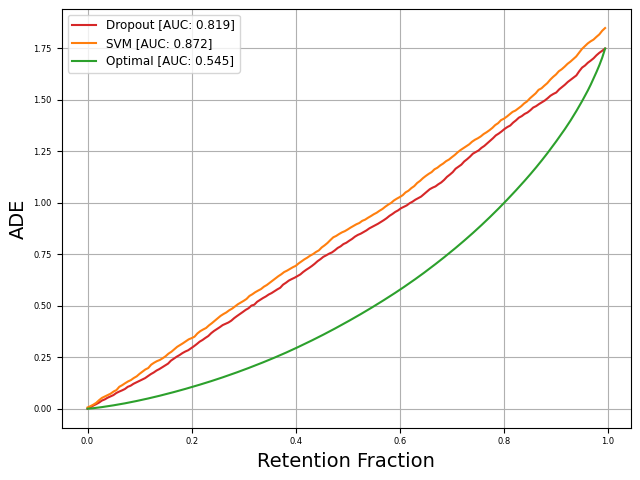 Dropout [AUC: 0.819]
SVM [AUC: 0.872]
Optimal [AUC: 0.545]
1.75
1.50
1.25
1.00
0.75
0.50
0.25
0.00
ADE
0.0 0.2 0.4 0.6 0.8 1.0
Retention Fraction